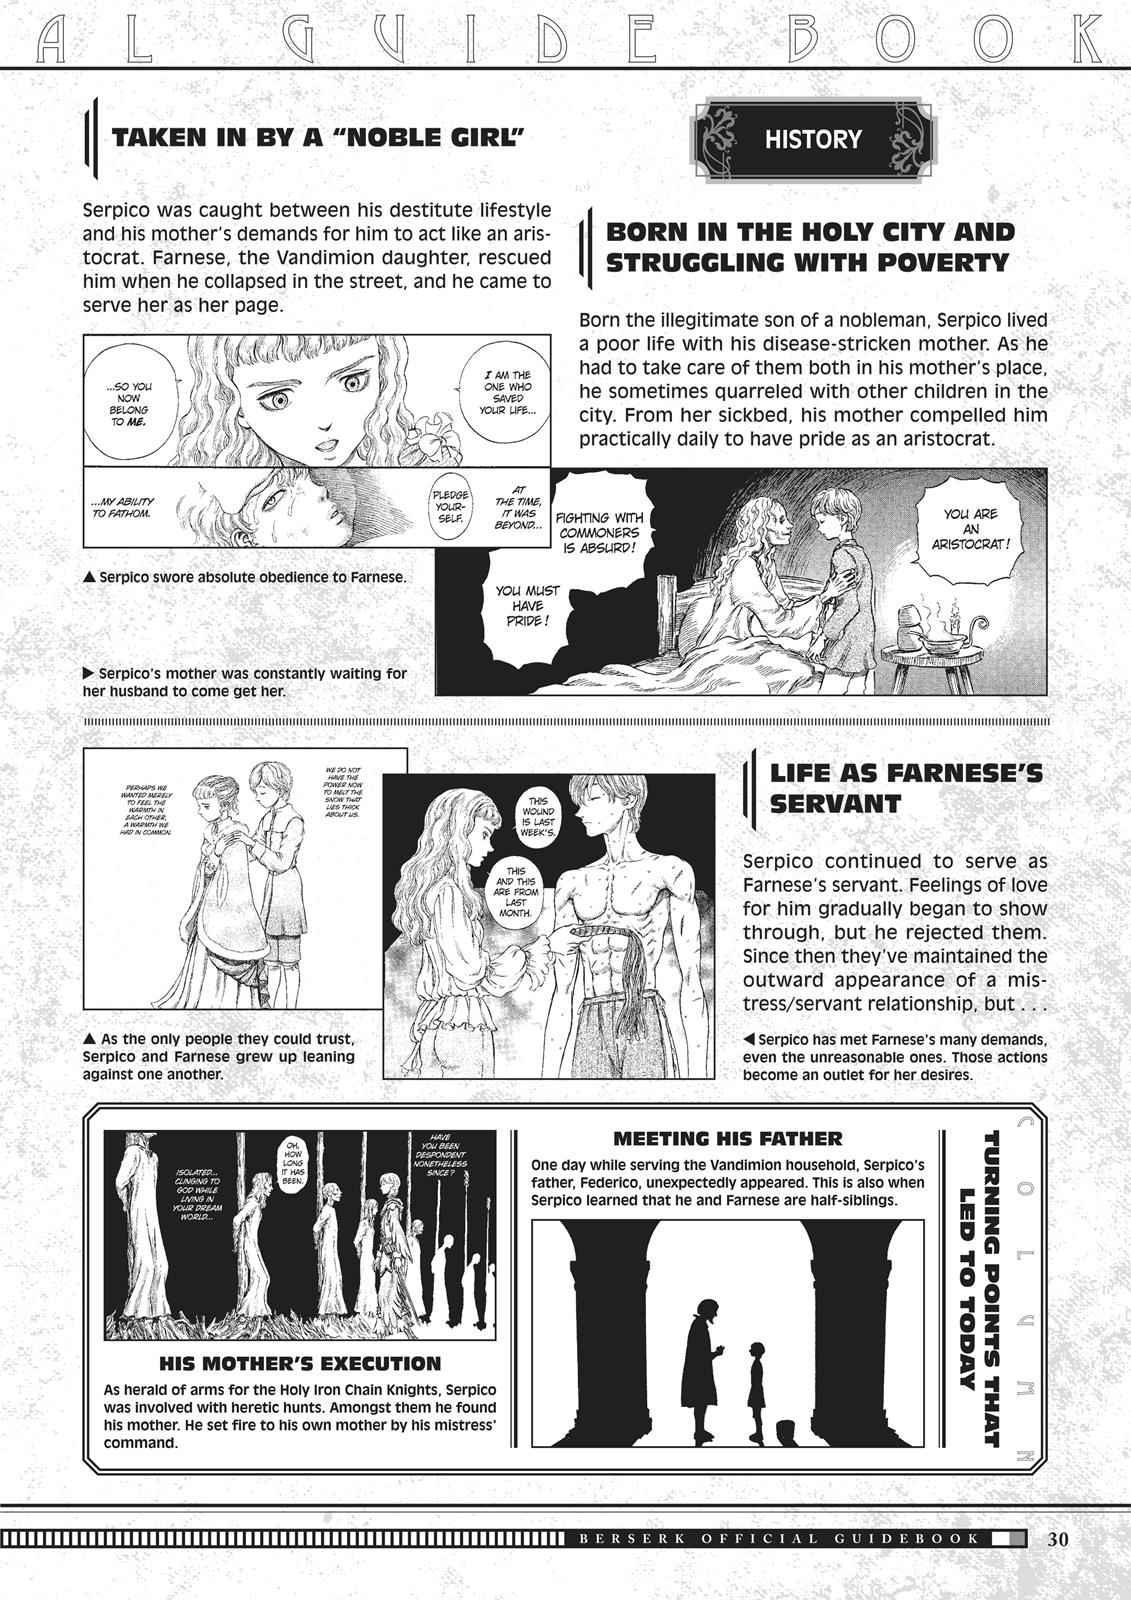 AL GUIDE BOOK
HISTORY
BORN IN THE HOLY CITY AND
STRUGGLING WITH POVERTY
Born the illegitimate son of a nobleman, Serpico lived
a poor life with his disease-stricken mother. As he
had to take care of them both in his mother's place,
he sometimes quarreled with other children in the
city. From her sickbed, his mother compelled him
practically daily to have pride as an aristocrat.
YOU ARE
AN
ARISTOCRAT!
FIGHTING WITH
COMMONERS
IS ABSURD!
YOU MUST
HAVE
PRIDE!
▶ Serpico's mother was constantly waiting for
her husband to come get her.
TAKEN IN BY A “NOBLE GIRL”
Serpico was caught between his destitute lifestyle
and his mother's demands for him to act like an aris-
tocrat. Farnese, the Vandimion daughter, rescued
him when he collapsed in the street, and he came to
serve her as her page.
I AM THE
ONE WHO
SAVED
YOUR LIFE...
...SO YOU
NOW
BELONG
TO ME.
AT
THE TIME,
IT WAS
BEYOND...
PLEDGE
YOUR-
SELF.
...MY ABILITY
TO FATHOM.
▲ Serpico swore absolute obedience to Farnese.
LIFE AS FARNESE'S
SERVANT
Serpico continued to serve as
Farnese's servant. Feelings of love
for him gradually began to show
through, but he rejected them.
Since then they've maintained the
outward appearance of a mis-
tress/servant relationship, but . . .
◀ Serpico has met Farnese's many demands,
even the unreasonable ones. Those actions
become an outlet for her desires.
THIS
WOUND
IS LAST
WEEK'S.
THIS
AND THIS
ARE FROM
LAST
MONTH.
WE DO NOT
HAVE THE
POWER NOW
TO MELT THE
SNOW THAT
LIES THICK
ABOUT US.
PERHAPS WE
WANTED MERELY
TO FEEL THE
WARMTH IN
EACH OTHER,
A WARMTH WE
HAD IN COMMON.
▲ As the only people they could trust,
Serpico and Farnese grew up leaning
against one another.
COLUMN
TURNING POINTS THAT
LED TO TODAY
MEETING HIS FATHER
One day while serving the Vandimion household, Serpico's
father, Federico, unexpectedly appeared. This is also when
Serpico learned that he and Farnese are half-siblings.
HAVE
YOU BEEN
DESPONDENT
NONETHELESS
SINCE?
OH,
HOW
LONG
IT HAS
BEEN.
ISOLATED...
CLINGING TO
GOD WHILE
LIVING IN
YOUR DREAM
WORLD...
HIS MOTHER'S EXECUTION
As herald of arms for the Holy Iron Chain Knights, Serpico
was involved with heretic hunts. Amongst them he found
his mother. He set fire to his own mother by his mistress'
command.
BERSERK OFFICIAL GUIDEBOOK
30